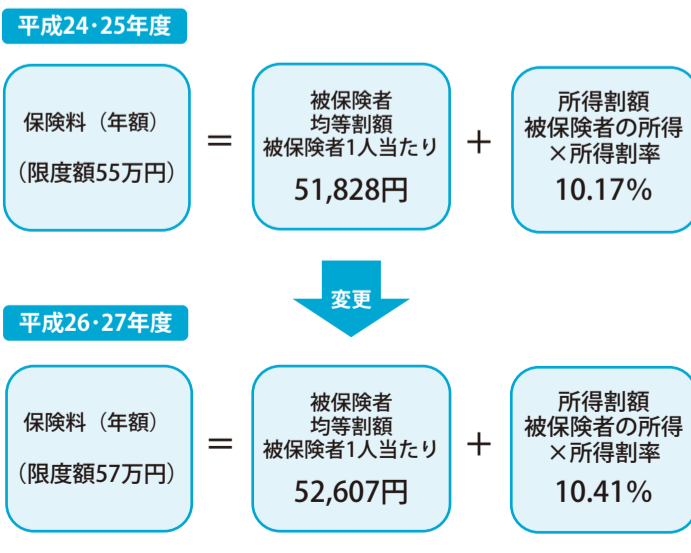 平成24・25年度
保険料（年額）
（限度額55万円）
＝
被保険者
均等割額
被保険者1人当たり
51,828円
＋
所得割額
被保険者の所得
×所得割率
10.17%
変更
平成26・27年度
保険料（年額）
（限度額57万円）
＝
被保険者
均等割額
被保険者1人当たり
52,607円
＋
所得割額
被保険者の所得
×所得割率
10.41%